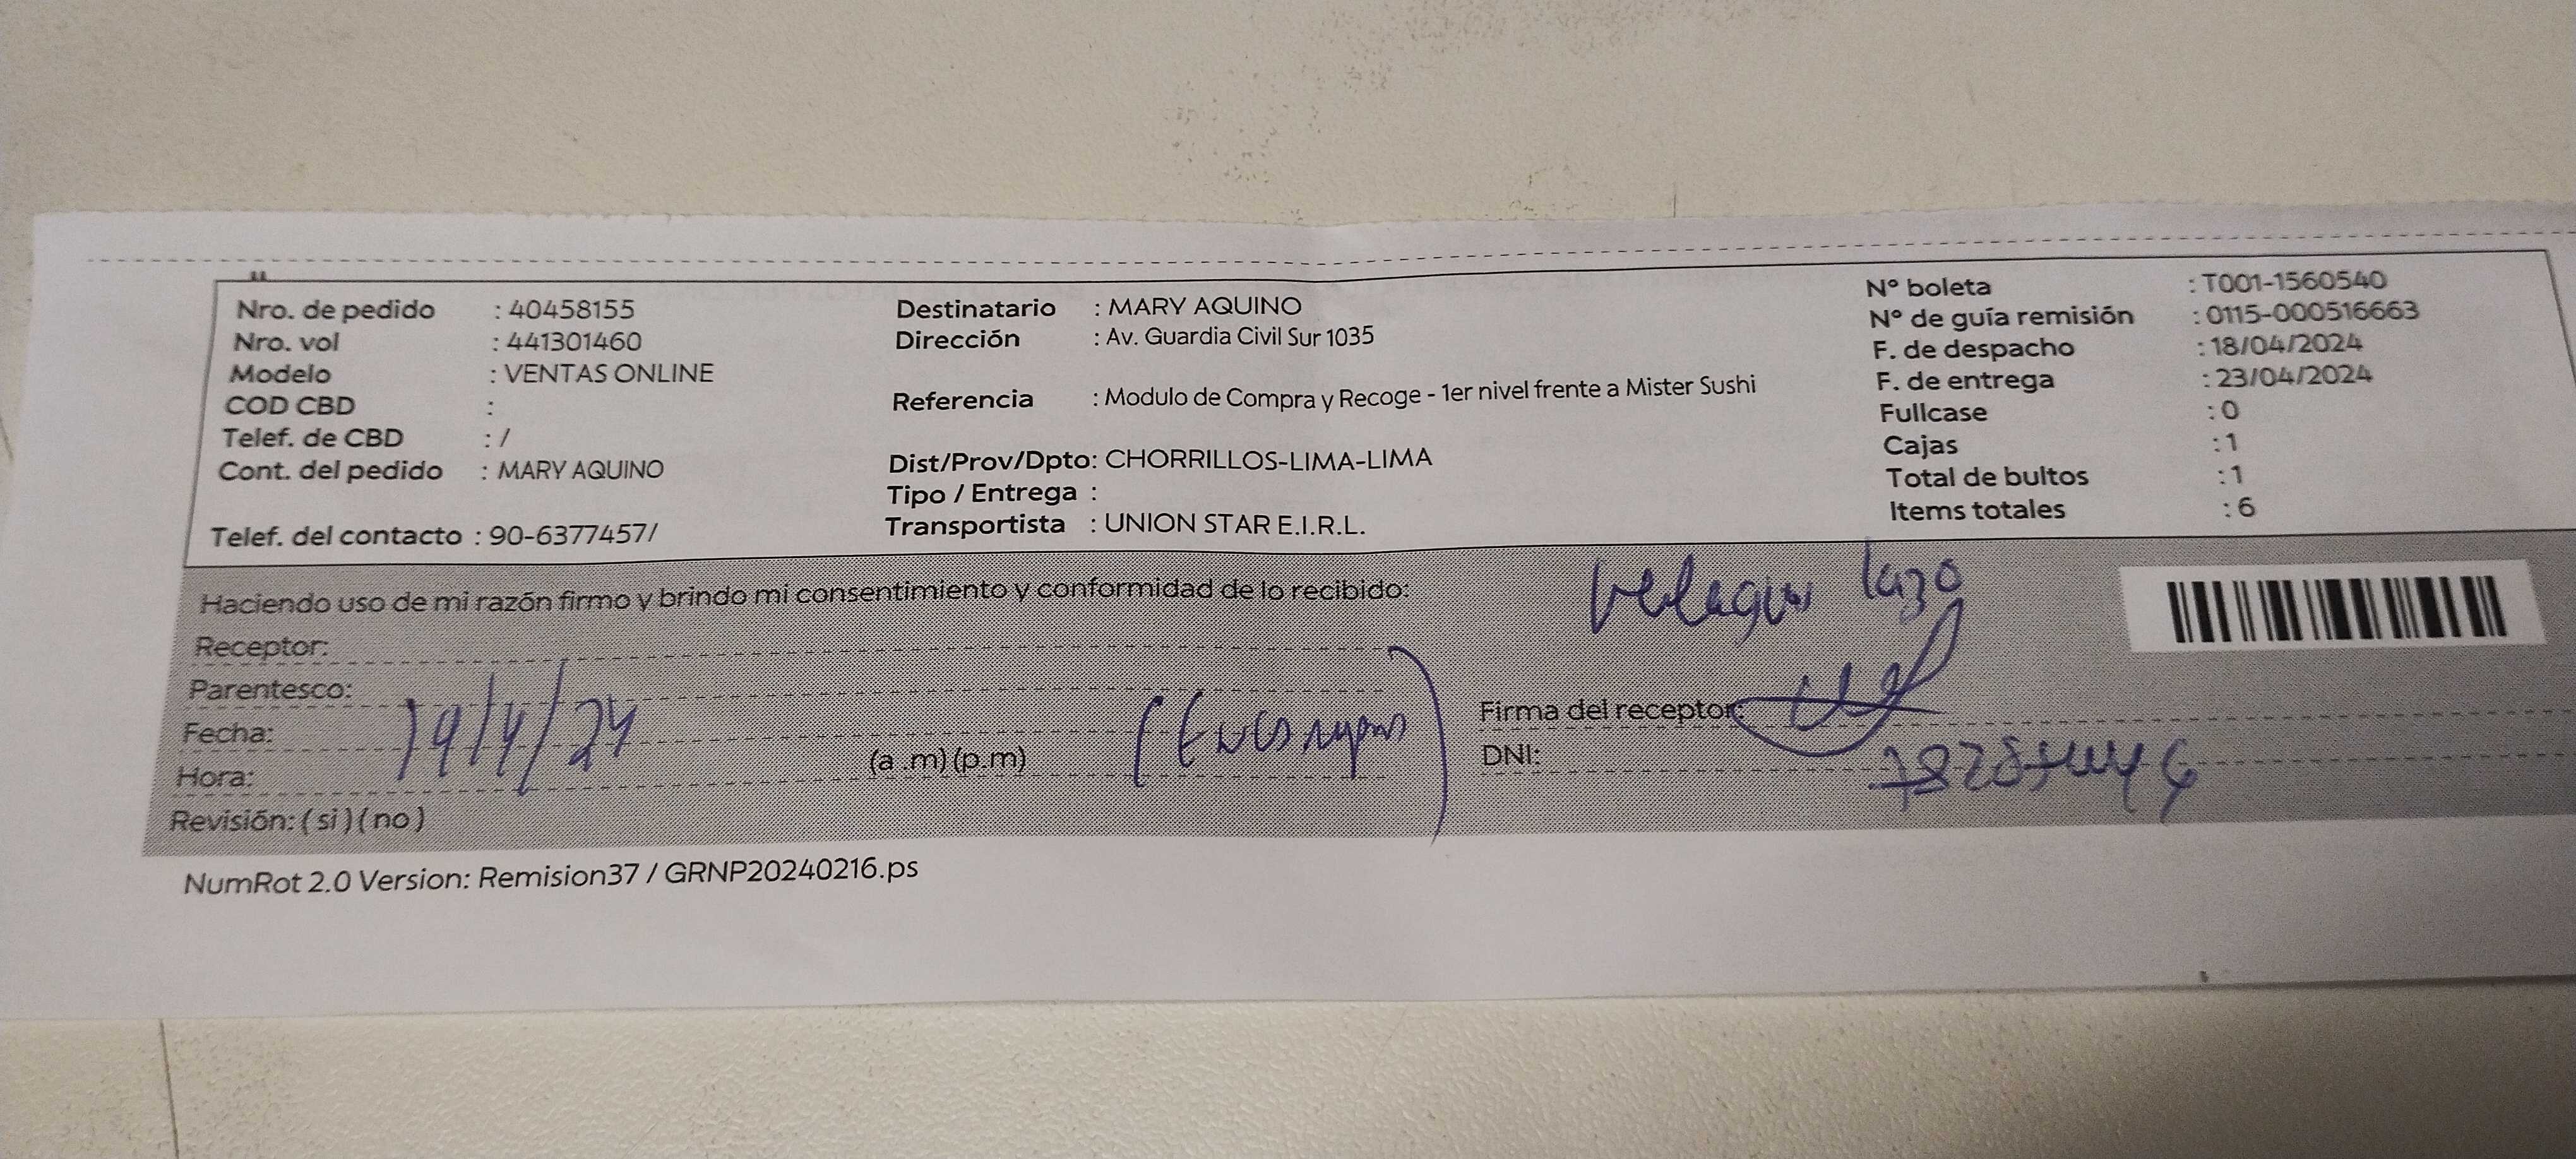 Nro. de pedido : 40458155
Nro. vol : 441301460
Modelo : VENTAS ONLINE
COD CBD :
Telef. de CBD : /
Cont. del pedido : MARY AQUINO
Telef. del contacto : 90-6377457/
Destinatario : MARY AQUINO
Dirección : Av. Guardia Civil Sur 1035
Referencia : Modulo de Compra y Recoge - 1er nivel frente a Mister Sushi
Dist/Prov/Dpto: CHORRILLOS-LIMA-LIMA
Tipo / Entrega :
Transportista : UNION STAR E.I.R.L.
N° boleta : T001-1560540
N° de guía remisión : 0115-000516663
F. de despacho : 18/04/2024
F. de entrega : 23/04/2024
Fullcase : 0
Cajas : 1
Total de bultos : 1
Items totales : 6
Haciendo uso de mi razón firmo y brindo mi consentimiento y conformidad de lo recibido:
lazo
Receptor:
Parentesco:
Fecha: 19/4/24
Hora: (a .m) (p.m)
Revisión: ( si ) ( no )
Firma del receptor:
DNI:
NumRot 2.0 Version: Remision37 / GRNP20240216.ps